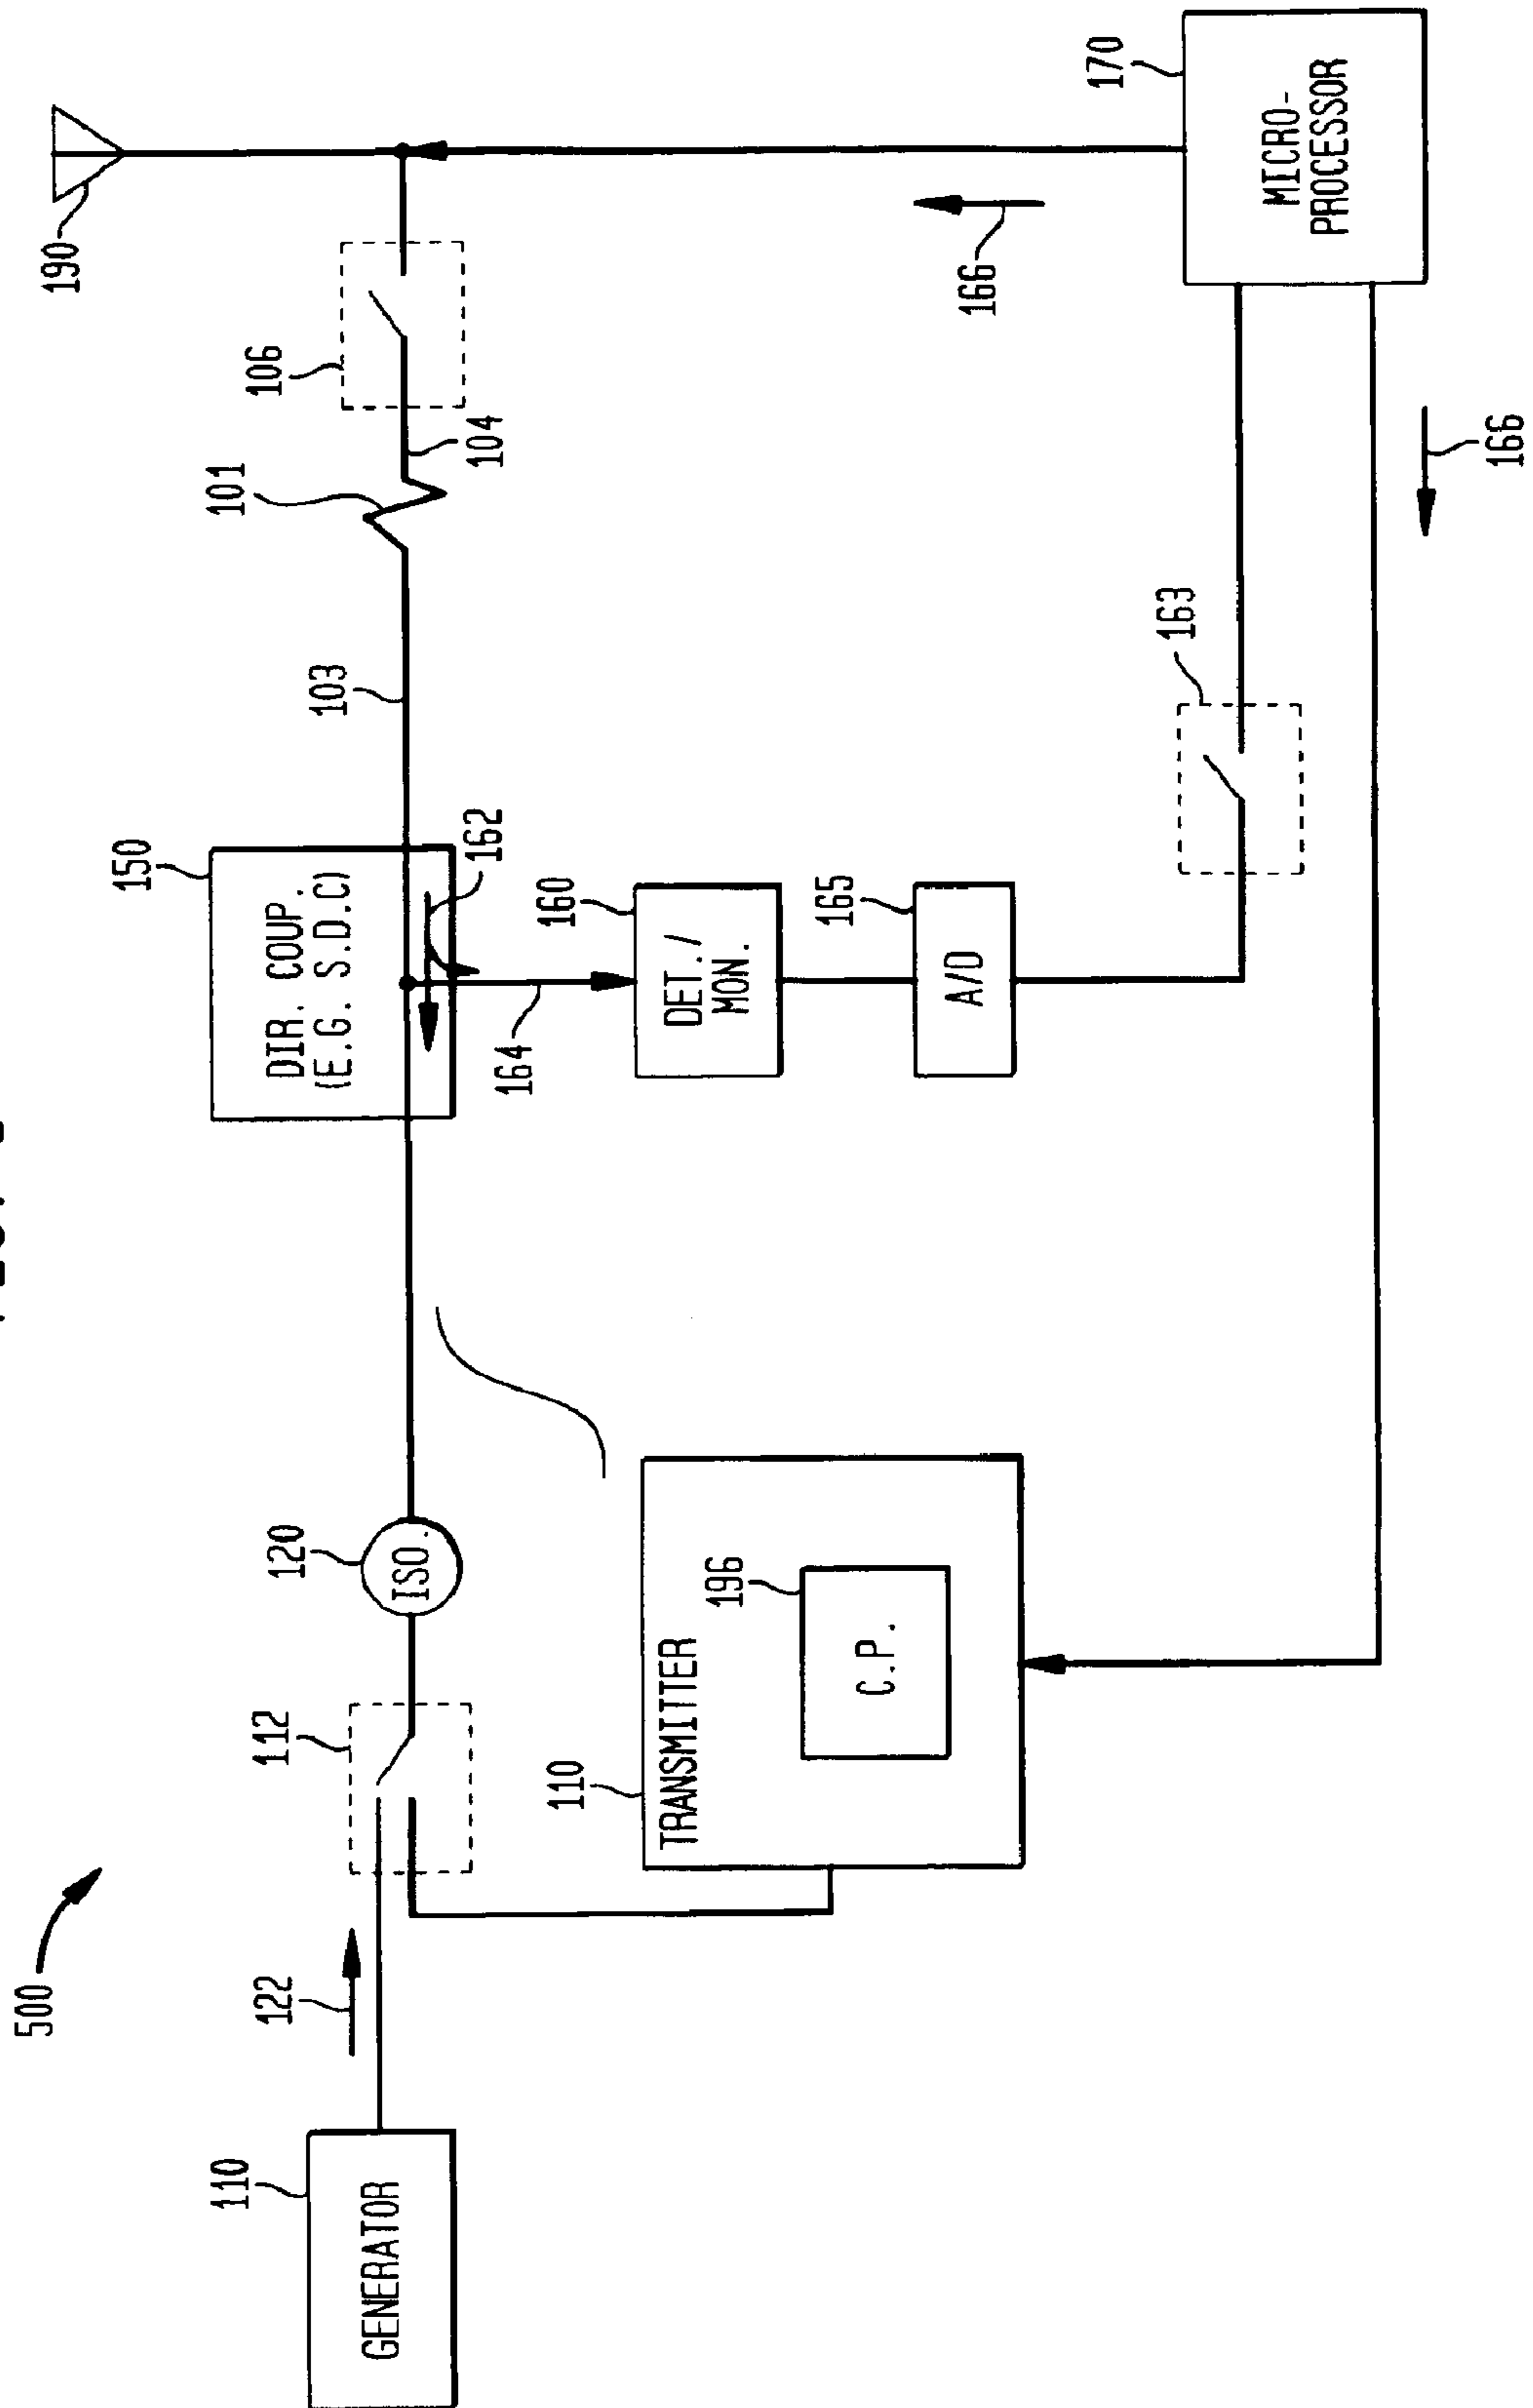 500
110
GENERATOR
122
112
120
ISO.
150
DIR. COUP.
(E.G. S.D.C)
162
164
103
101
104
106
190
110
TRANSMITTER
196
C.P.
160
DET./
MON.
165
A/D
163
166
170
MICRO-
PROCESSOR
166